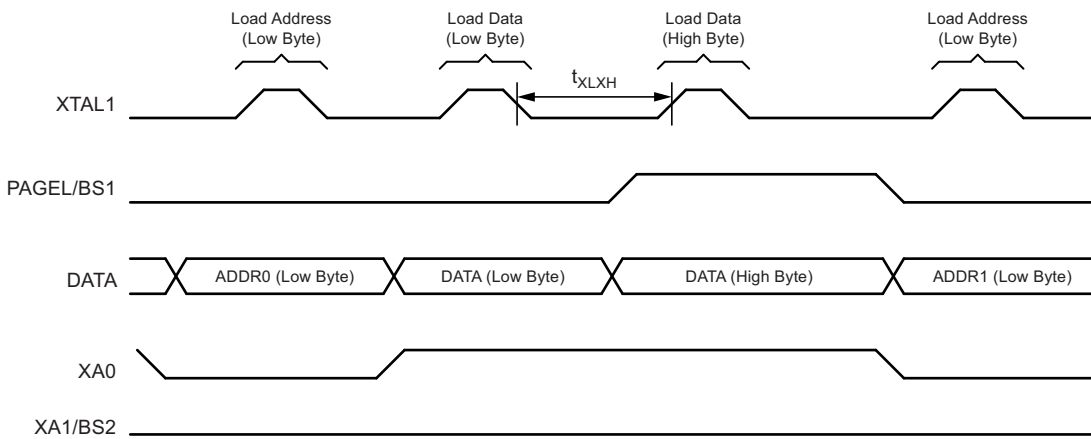 Load Address
(Low Byte)
Load Data
(Low Byte)
Load Data
(High Byte)
Load Address
(Low Byte)
tXLXH
XTAL1
PAGEL/BS1
DATA
ADDR0 (Low Byte)
DATA (Low Byte)
DATA (High Byte)
ADDR1 (Low Byte)
XA0
XA1/BS2